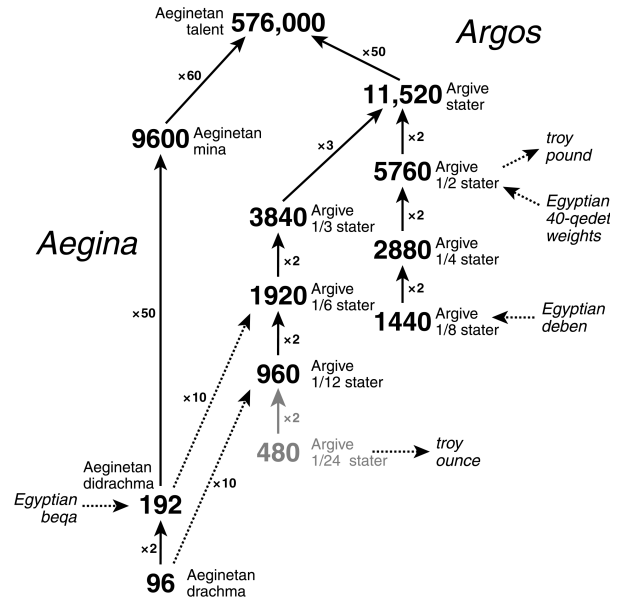 Aeginetan
talent 576,000
Argos
×50
×60
11,520 Argive
stater
9600 Aeginetan
mina
×2
×3
troy
pound
5760 Argive
1/2 stater
Egyptian
40-qedet
weights
3840 Argive
1/3 stater
×2
Aegina
2880 Argive
1/4 stater
×2
×2
1920 Argive
1/6 stater
Egyptian
deben
×50
1440 Argive
1/8 stater
×2
960 Argive
1/12 stater
×10
×2
480 Argive
1/24 stater
troy
ounce
Aeginetan
didrachma
×10
192
Egyptian
beqa
×2
96 Aeginetan
drachma